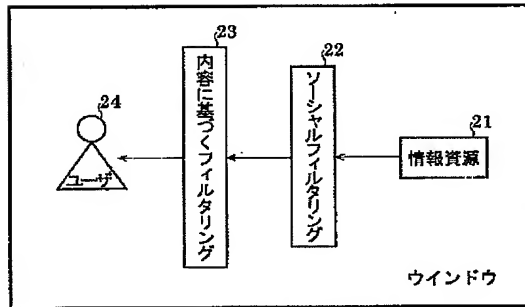 23
内容に基づくフィルタリング
22
ソーシャルフィルタリング
21
情報資源
24
ユーザ
ウインドウ